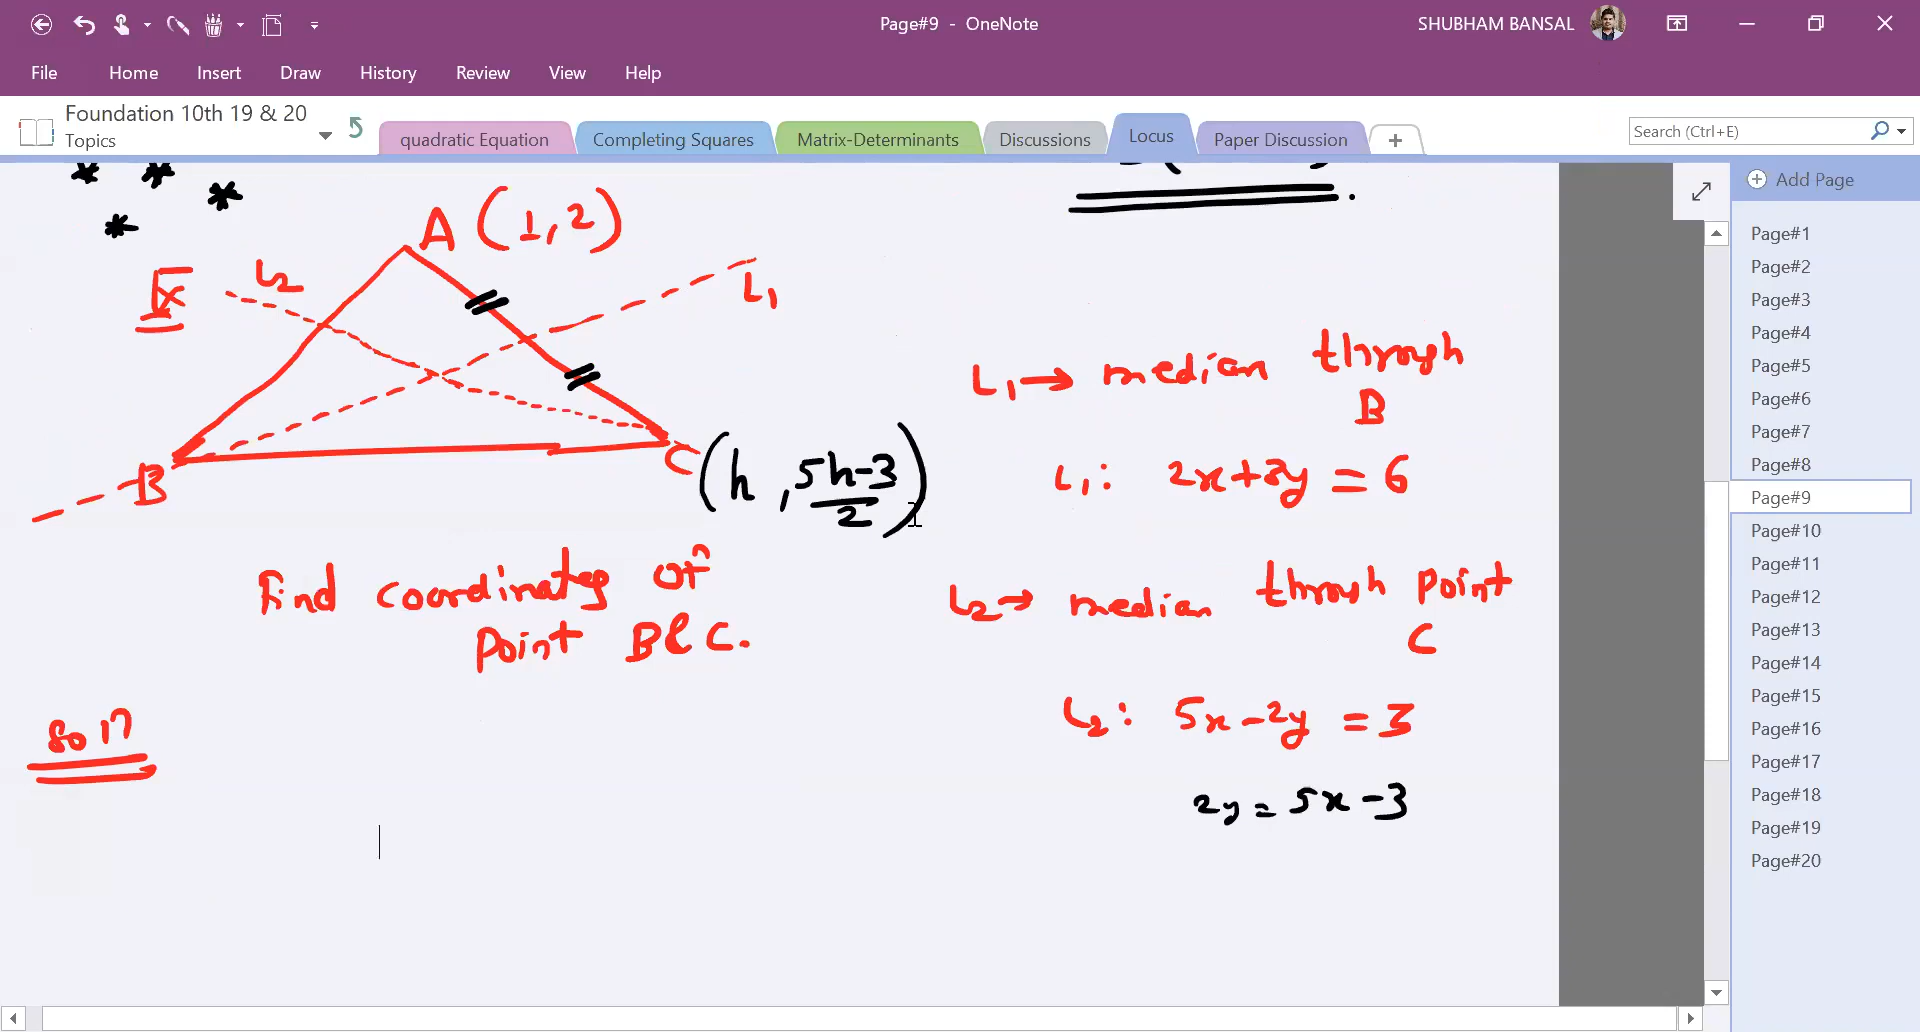 Page#9 - OneNote
SHUBHAM BANSAL
File Home Insert Draw History Review View Help
Foundation 10th 19 & 20
Topics
quadratic Equation
Completing Squares
Matrix-Determinants
Discussions
Locus
Paper Discussion
+
Search (Ctrl+E)
Add Page
Page#1
Page#2
Page#3
Page#4
Page#5
Page#6
Page#7
Page#8
Page#9
Page#10
Page#11
Page#12
Page#13
Page#14
Page#15
Page#16
Page#17
Page#18
Page#19
Page#20
A (1, 2)
Ex
L2
L1
B
C (h, 5h-3/2)
Find coordinates of
point B & C.
Sol^n
L1 → median through
B
L1: 2x+3y = 6
L2 → median through point
C
L2: 5x-2y = 3
2y = 5x-3